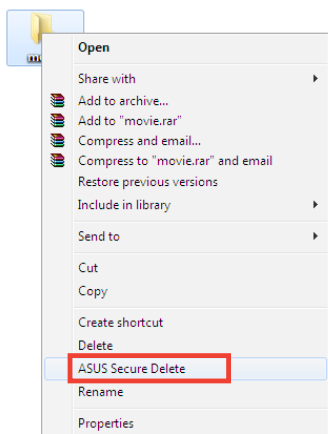 Open
Share with
Add to archive...
Add to "movie.rar"
Compress and email...
Compress to "movie.rar" and email
Restore previous versions
Include in library
Send to
Cut
Copy
Create shortcut
Delete
ASUS Secure Delete
Rename
Properties